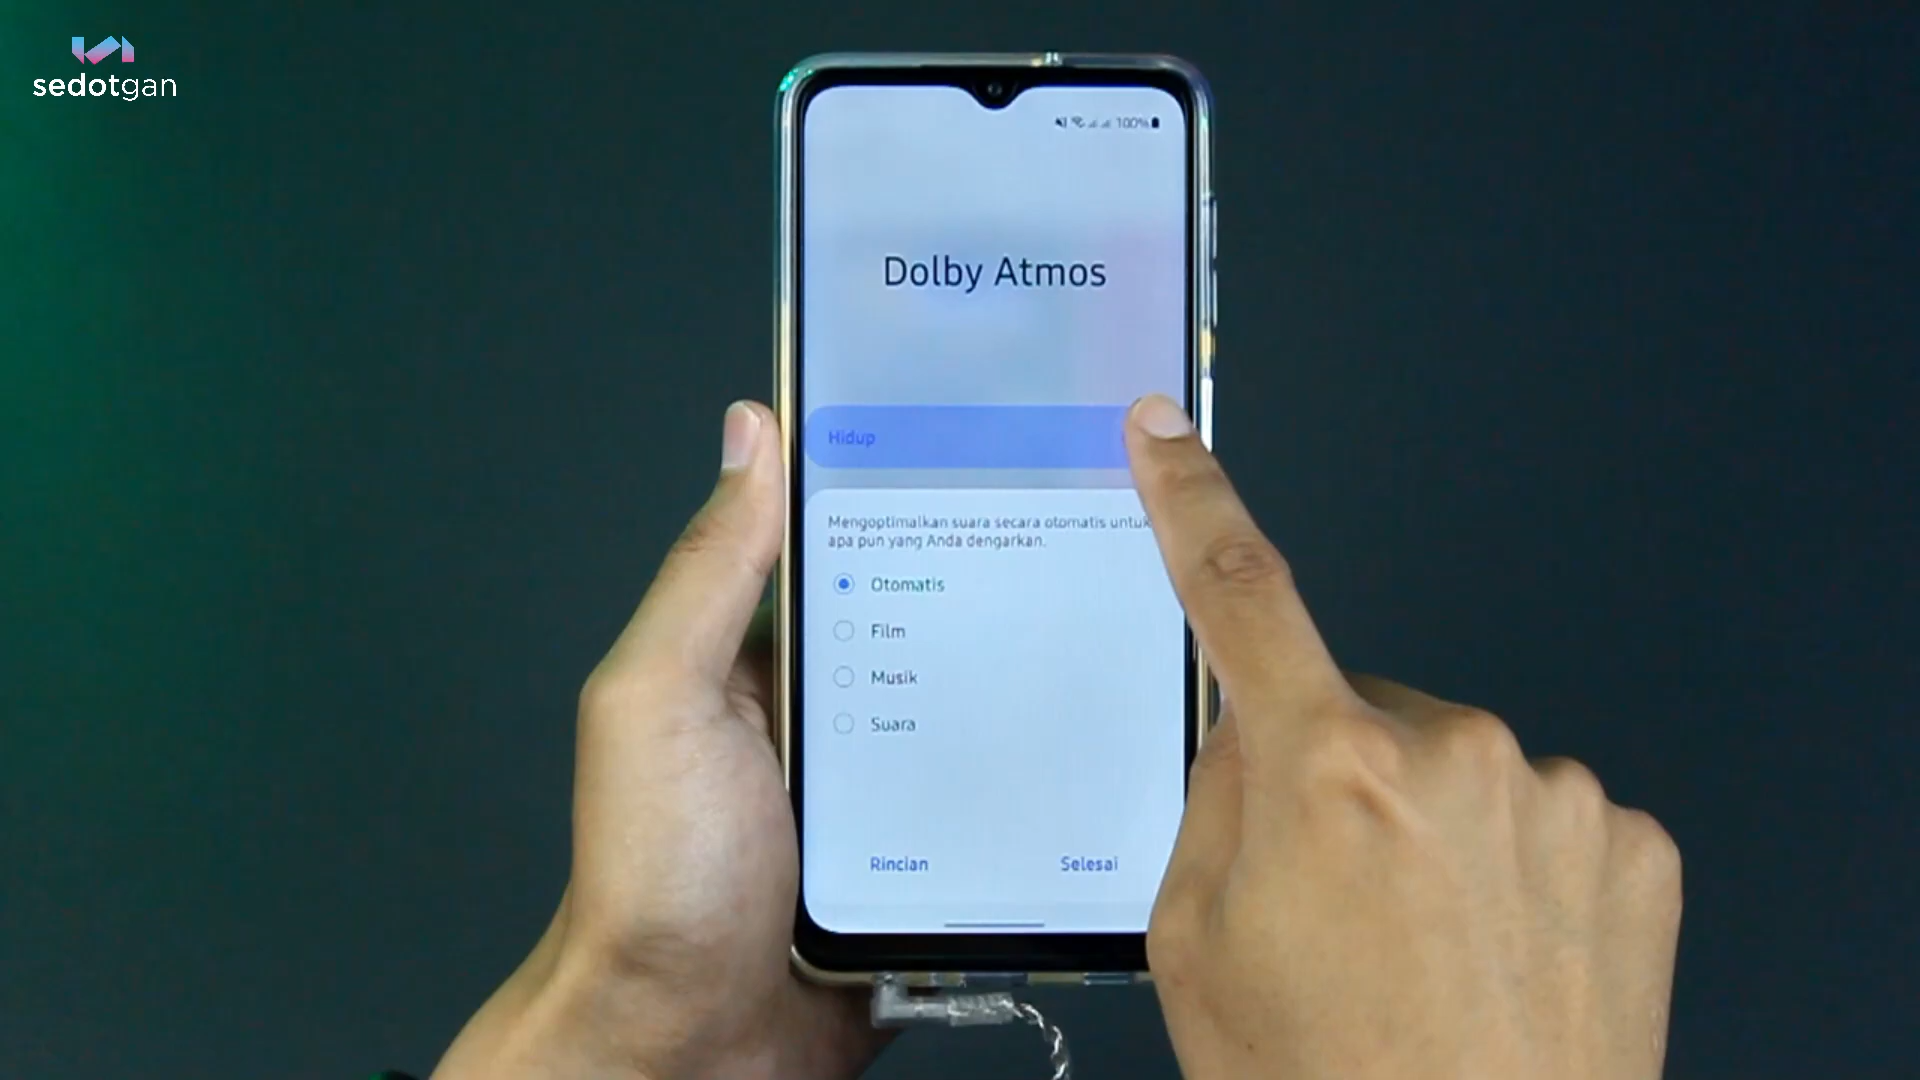 sedotgan
100%
Dolby Atmos
Hidup
Mengoptimalkan suara secara otomatis untuk
apa pun yang Anda dengarkan.
Otomatis
Film
Musik
Suara
Rincian
Selesai